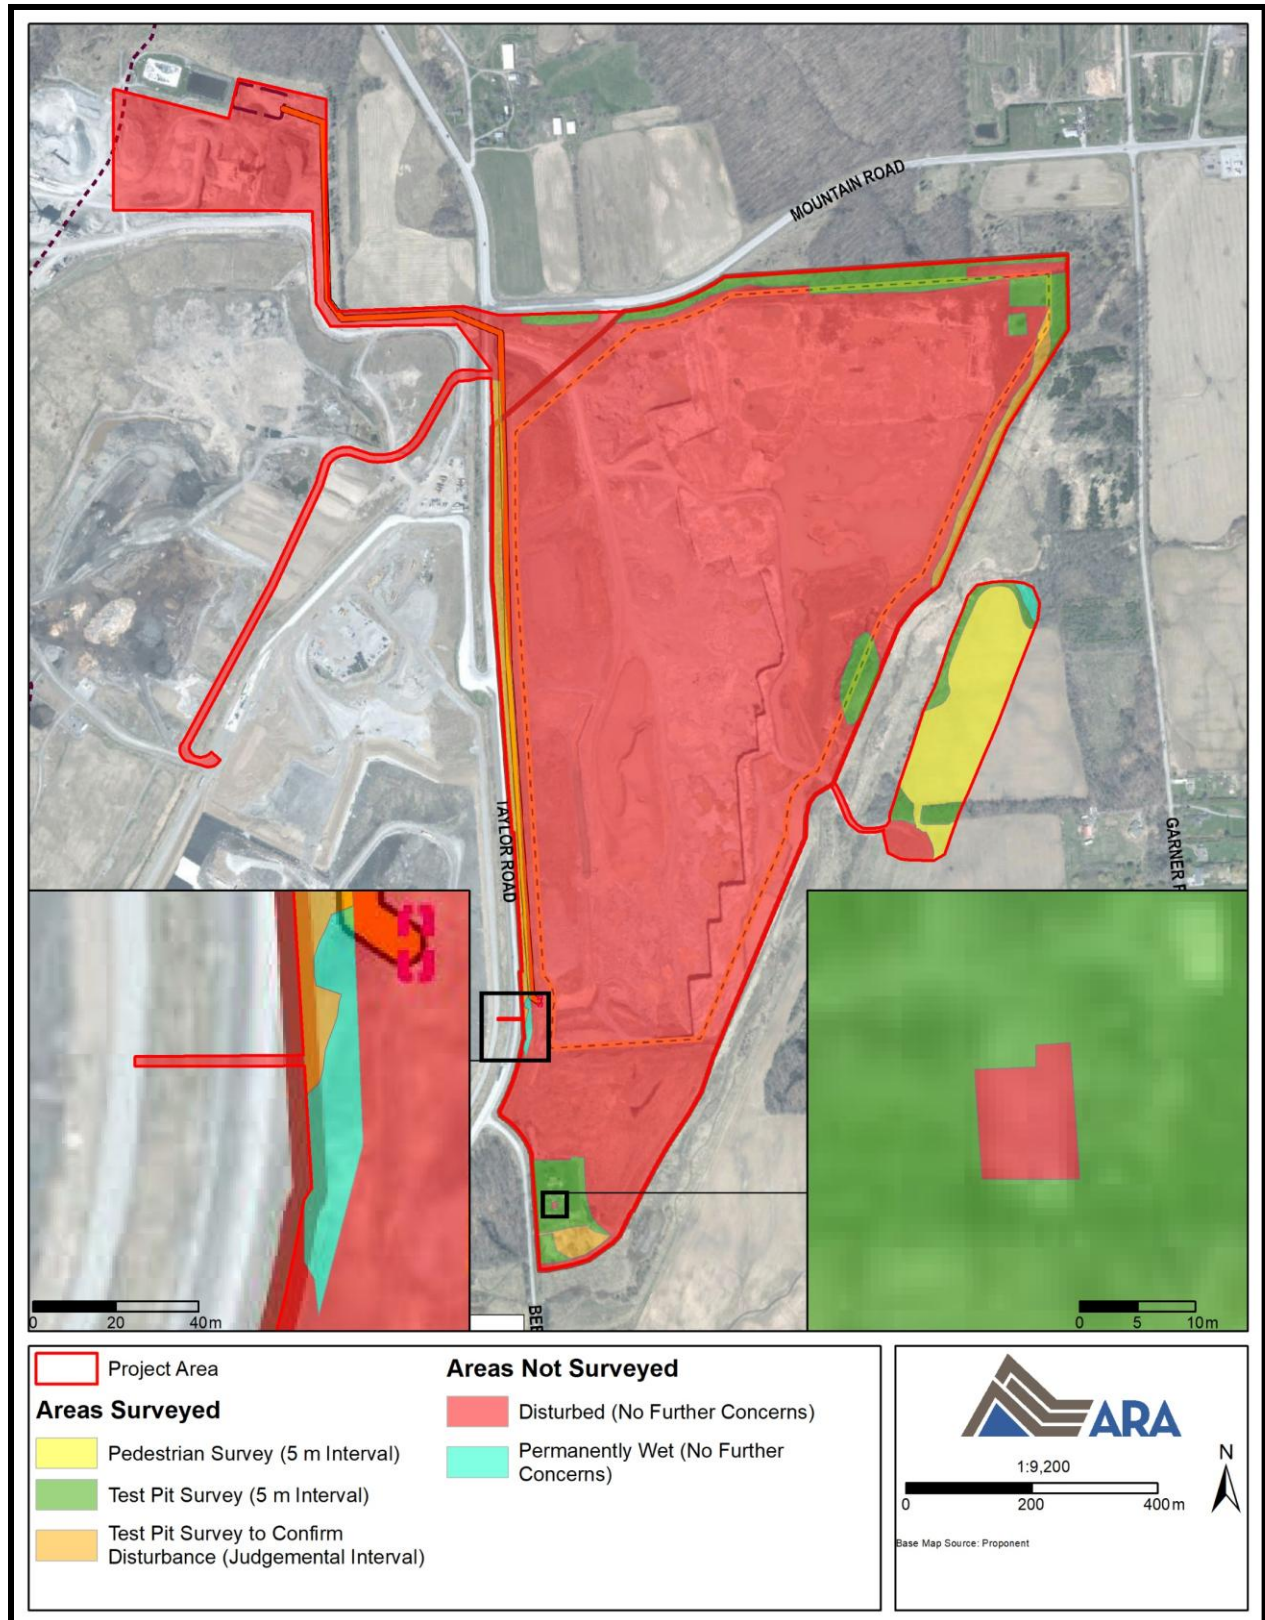 MOUNTAIN ROAD
TAYLOR ROAD
GARNER
BEE
0 20 40m
0 5 10m
Project Area
Areas Surveyed
Pedestrian Survey (5 m Interval)
Test Pit Survey (5 m Interval)
Test Pit Survey to Confirm
Disturbance (Judgemental Interval)
Areas Not Surveyed
Disturbed (No Further Concerns)
Permanently Wet (No Further
Concerns)
ARA
N
1:9,200
0 200 400m
Base Map Source: Proponent